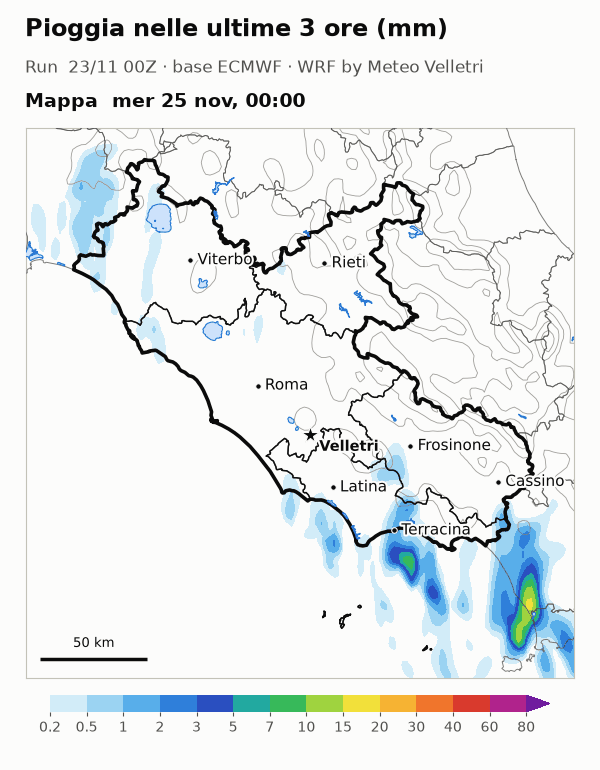 Pioggia nelle ultime 3 ore (mm)
Run  23/11 00Z · base ECMWF · WRF by Meteo Velletri
Mappa  mer 25 nov, 00:00
Viterbo
Rieti
Roma
Velletri
Frosinone
Cassino
Latina
Terracina
50 km
0.2 0.5 1 2 3 5 7 10 15 20 30 40 60 80